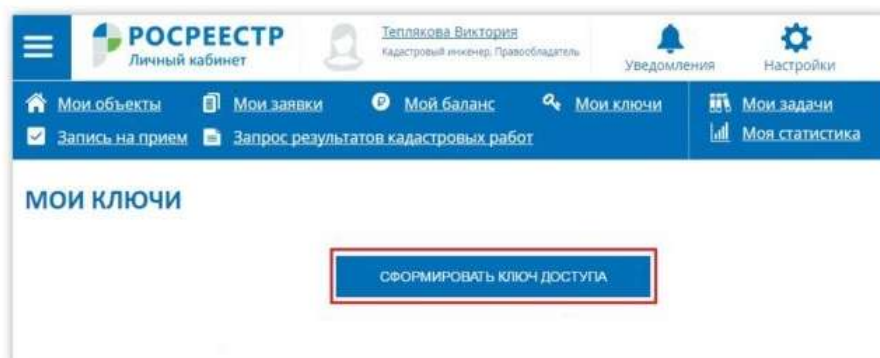 РОСРЕЕСТР
Личный кабинет
Теплякова Виктория
Кадастровый инженер, Правообладатель
Уведомления
Настройки
Мои объекты
Мои заявки
Мой баланс
Мои ключи
Мои задачи
Запись на прием
Запрос результатов кадастровых работ
Моя статистика
МОИ КЛЮЧИ
СФОРМИРОВАТЬ КЛЮЧ ДОСТУПА